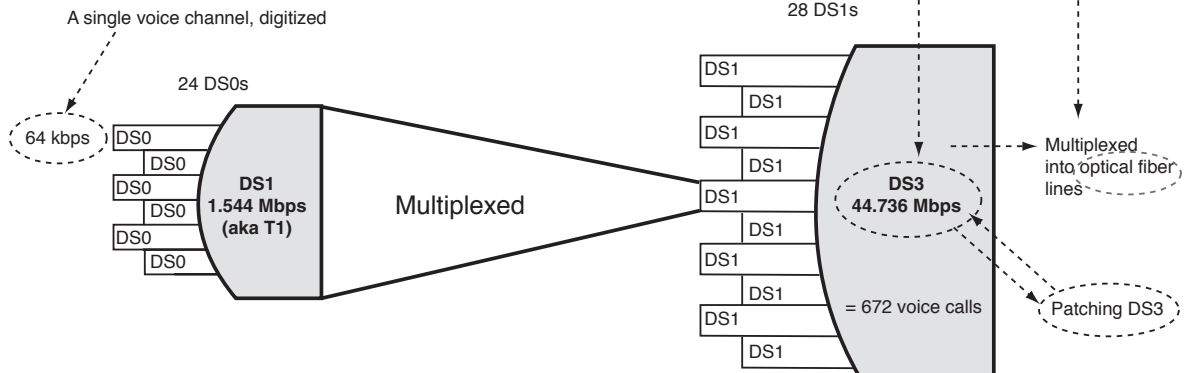 A single voice channel, digitized
28 DS1s
24 DS0s
64 kbps
DS0
DS0
DS0
DS0
DS0
DS0
DS1
1.544 Mbps
(aka T1)
Multiplexed
DS1
DS1
DS1
DS1
DS1
DS1
DS1
DS1
DS1
DS1
DS3
44.736 Mbps
= 672 voice calls
Multiplexed
into optical fiber
lines
Patching DS3